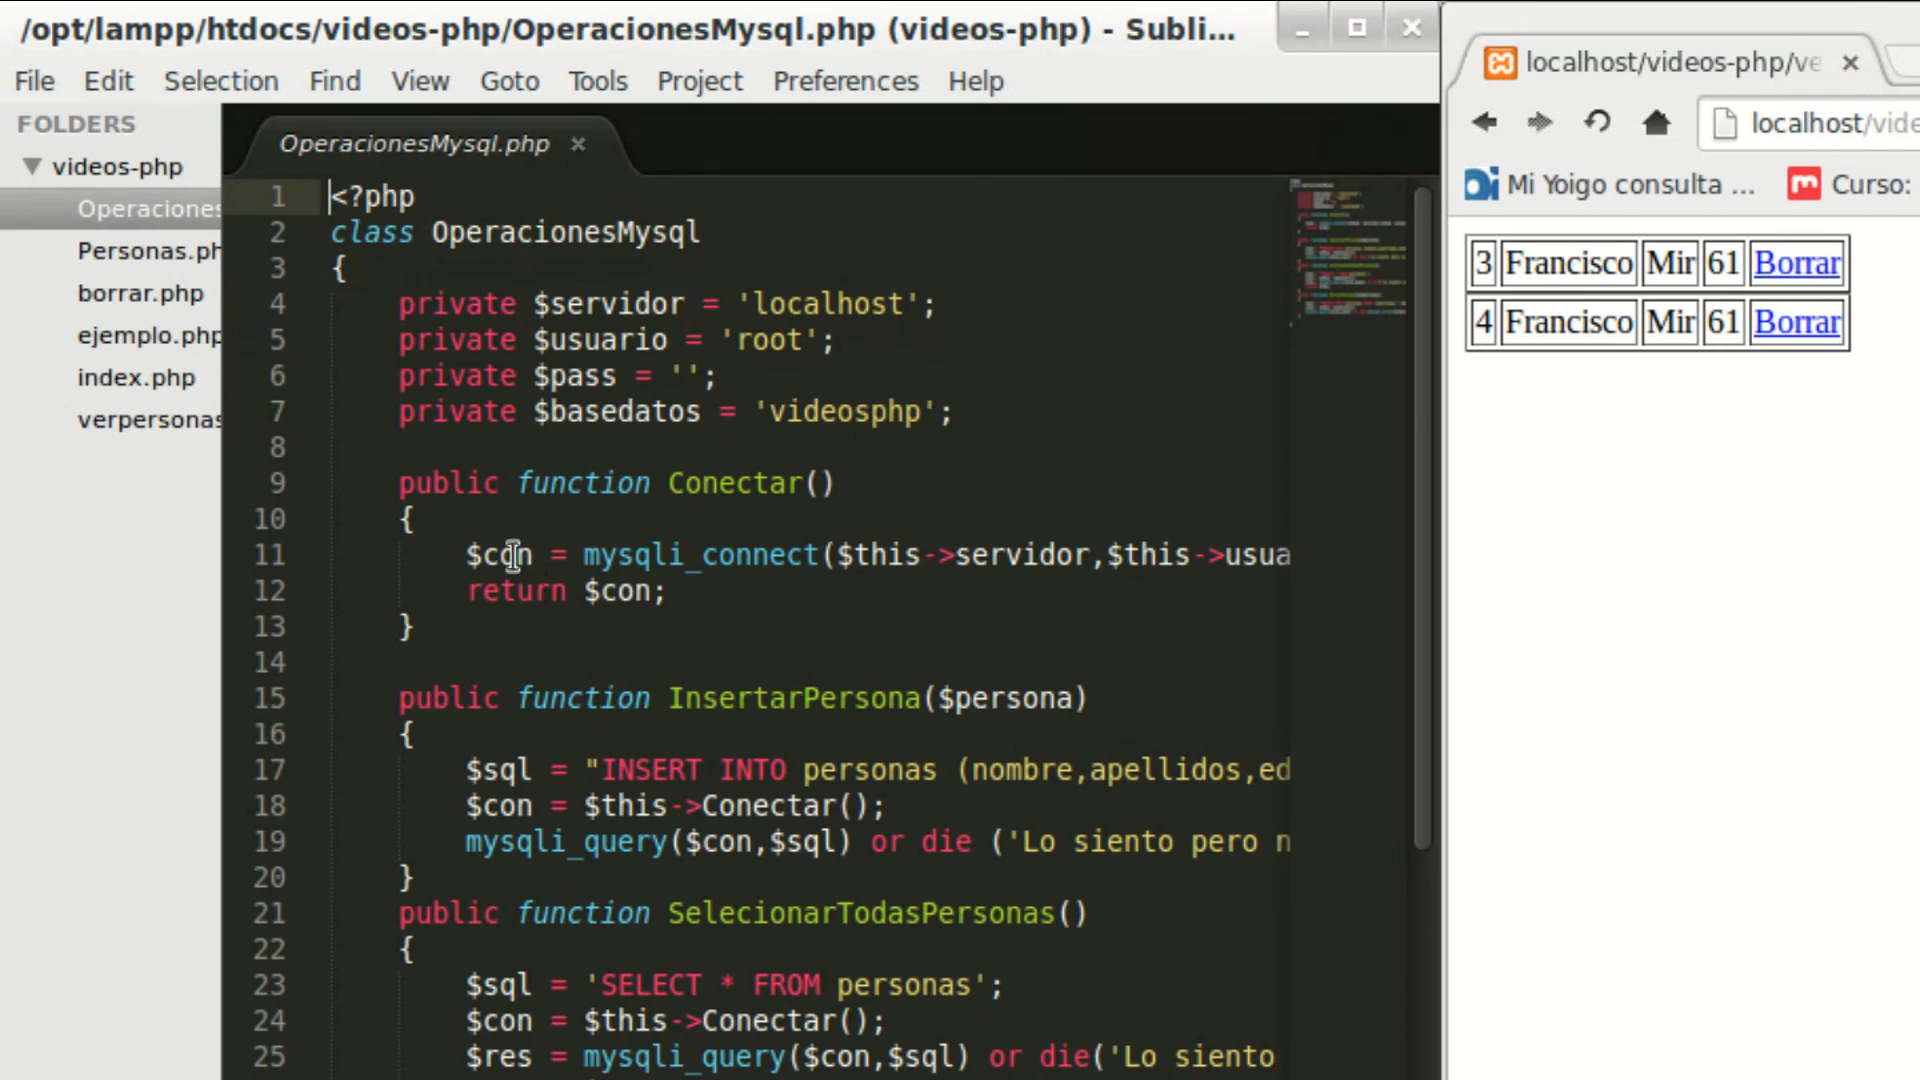 /opt/lampp/htdocs/videos-php/OperacionesMysql.php (videos-php) - Subli...
File Edit Selection Find View Goto Tools Project Preferences Help
FOLDERS
videos-php
Operaciones
Personas.ph
borrar.php
ejemplo.php
index.php
verpersonas
OperacionesMysql.php
1 <?php
2 class OperacionesMysql
3 {
4 private $servidor = 'localhost';
5 private $usuario = 'root';
6 private $pass = '';
7 private $basedatos = 'videosphp';
8
9 public function Conectar()
10 {
11 $con = mysqli_connect($this->servidor,$this->usua
12 return $con;
13 }
14
15 public function InsertarPersona($persona)
16 {
17 $sql = "INSERT INTO personas (nombre,apellidos,ed
18 $con = $this->Conectar();
19 mysqli_query($con,$sql) or die ('Lo siento pero n
20 }
21 public function SelecionarTodasPersonas()
22 {
23 $sql = 'SELECT * FROM personas';
24 $con = $this->Conectar();
25 $res = mysqli_query($con,$sql) or die('Lo siento
localhost/videos-php/ve
localhost/vide
Mi Yoigo consulta ... Curso:
3 Francisco Mir 61 Borrar
4 Francisco Mir 61 Borrar